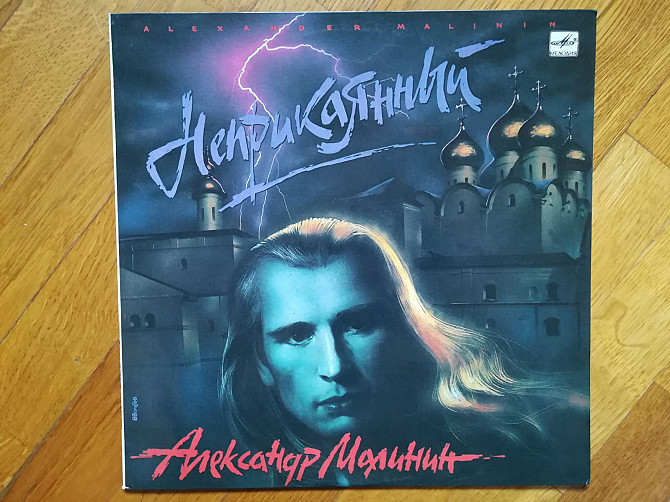 ALEXANDER MALININ
МЕЛОДИЯ
Неприкаянный
Александр Малинин